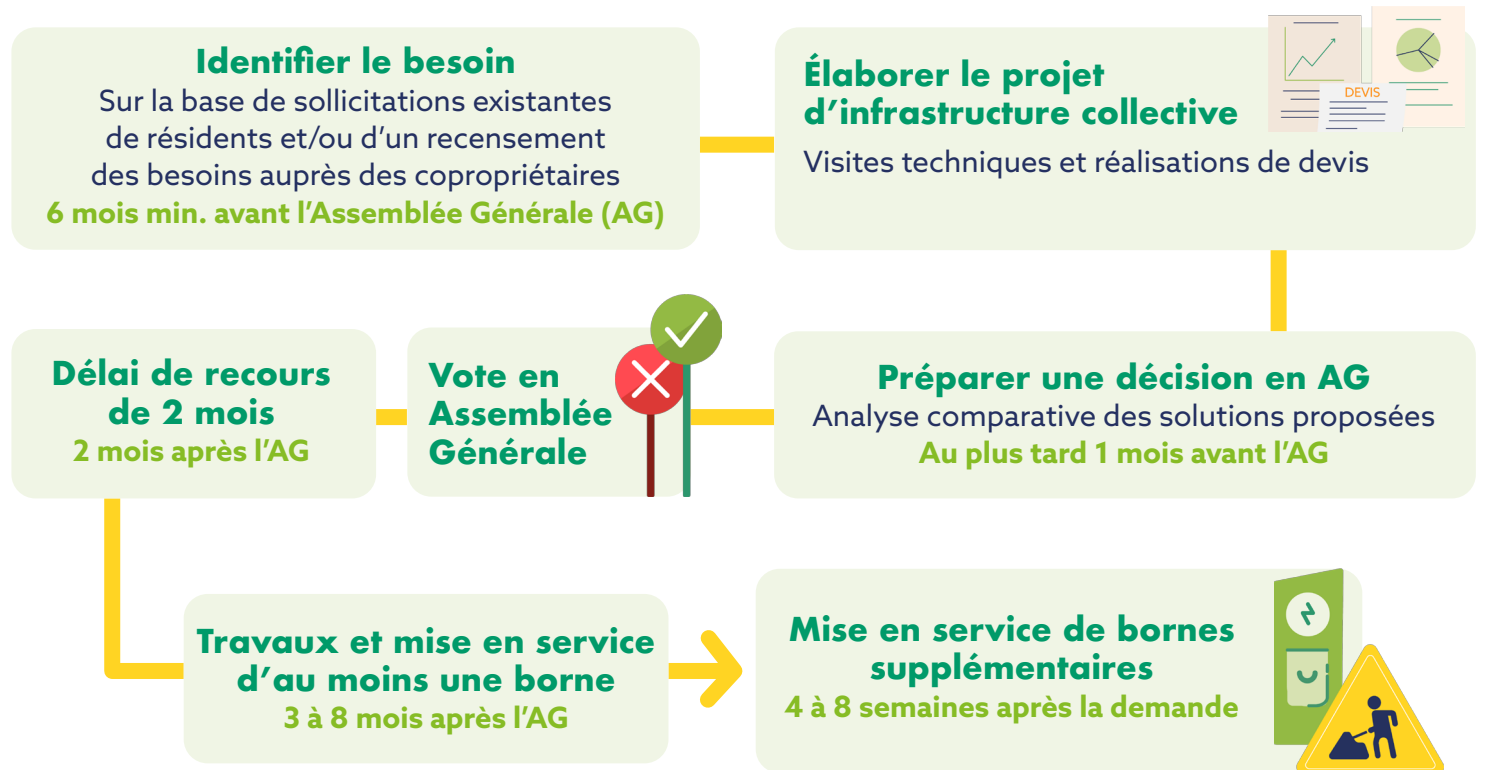 Identifier le besoin
Sur la base de sollicitations existantes
de résidents et/ou d’un recensement
des besoins auprès des copropriétaires
6 mois min. avant l’Assemblée Générale (AG)
Élaborer le projet
d’infrastructure collective
DEVIS
Visites techniques et réalisations de devis
Préparer une décision en AG
Analyse comparative des solutions proposées
Au plus tard 1 mois avant l’AG
Vote en
Assemblée
Générale
Délai de recours
de 2 mois
2 mois après l’AG
Travaux et mise en service
d’au moins une borne
3 à 8 mois après l’AG
Mise en service de bornes
supplémentaires
4 à 8 semaines après la demande